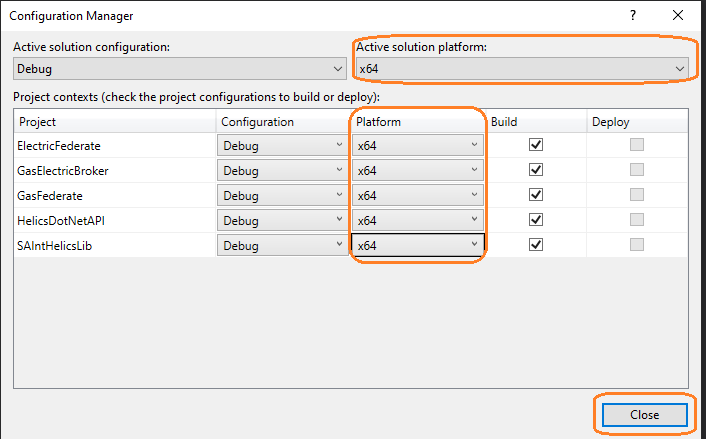 Configuration Manager
Active solution configuration:
Active solution platform:
Debug
x64
Project contexts (check the project configurations to build or deploy):
Project Configuration Platform Build Deploy
ElectricFederate Debug x64
GasElectricBroker Debug x64
GasFederate Debug x64
HelicsDotNetAPI Debug x64
SAIntHelicsLib Debug x64
Close